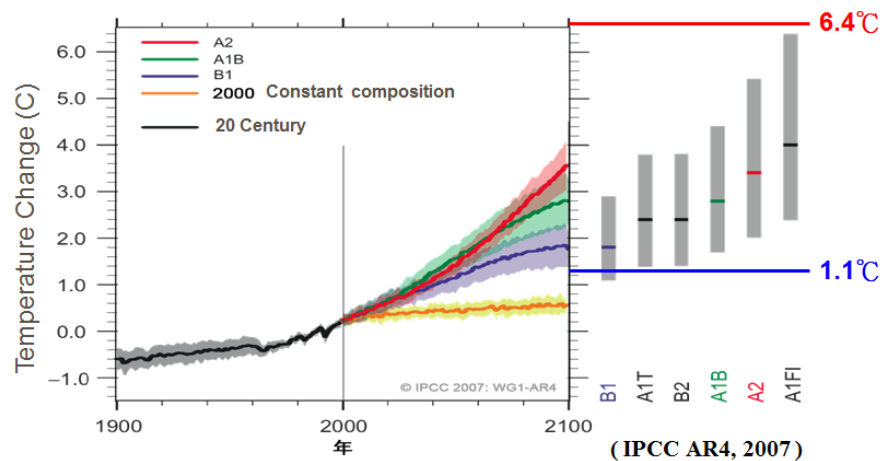 6.4℃
6.0
5.0
4.0
3.0
2.0
1.0
0.0
−1.0
Temperature Change (C)
A2
A1B
B1
2000 Constant composition
20 Century
1.1℃
© IPCC 2007: WG1-AR4
1900
2000
2100
年
B1
A1T
B2
A1B
A2
A1FI
( IPCC AR4, 2007 )